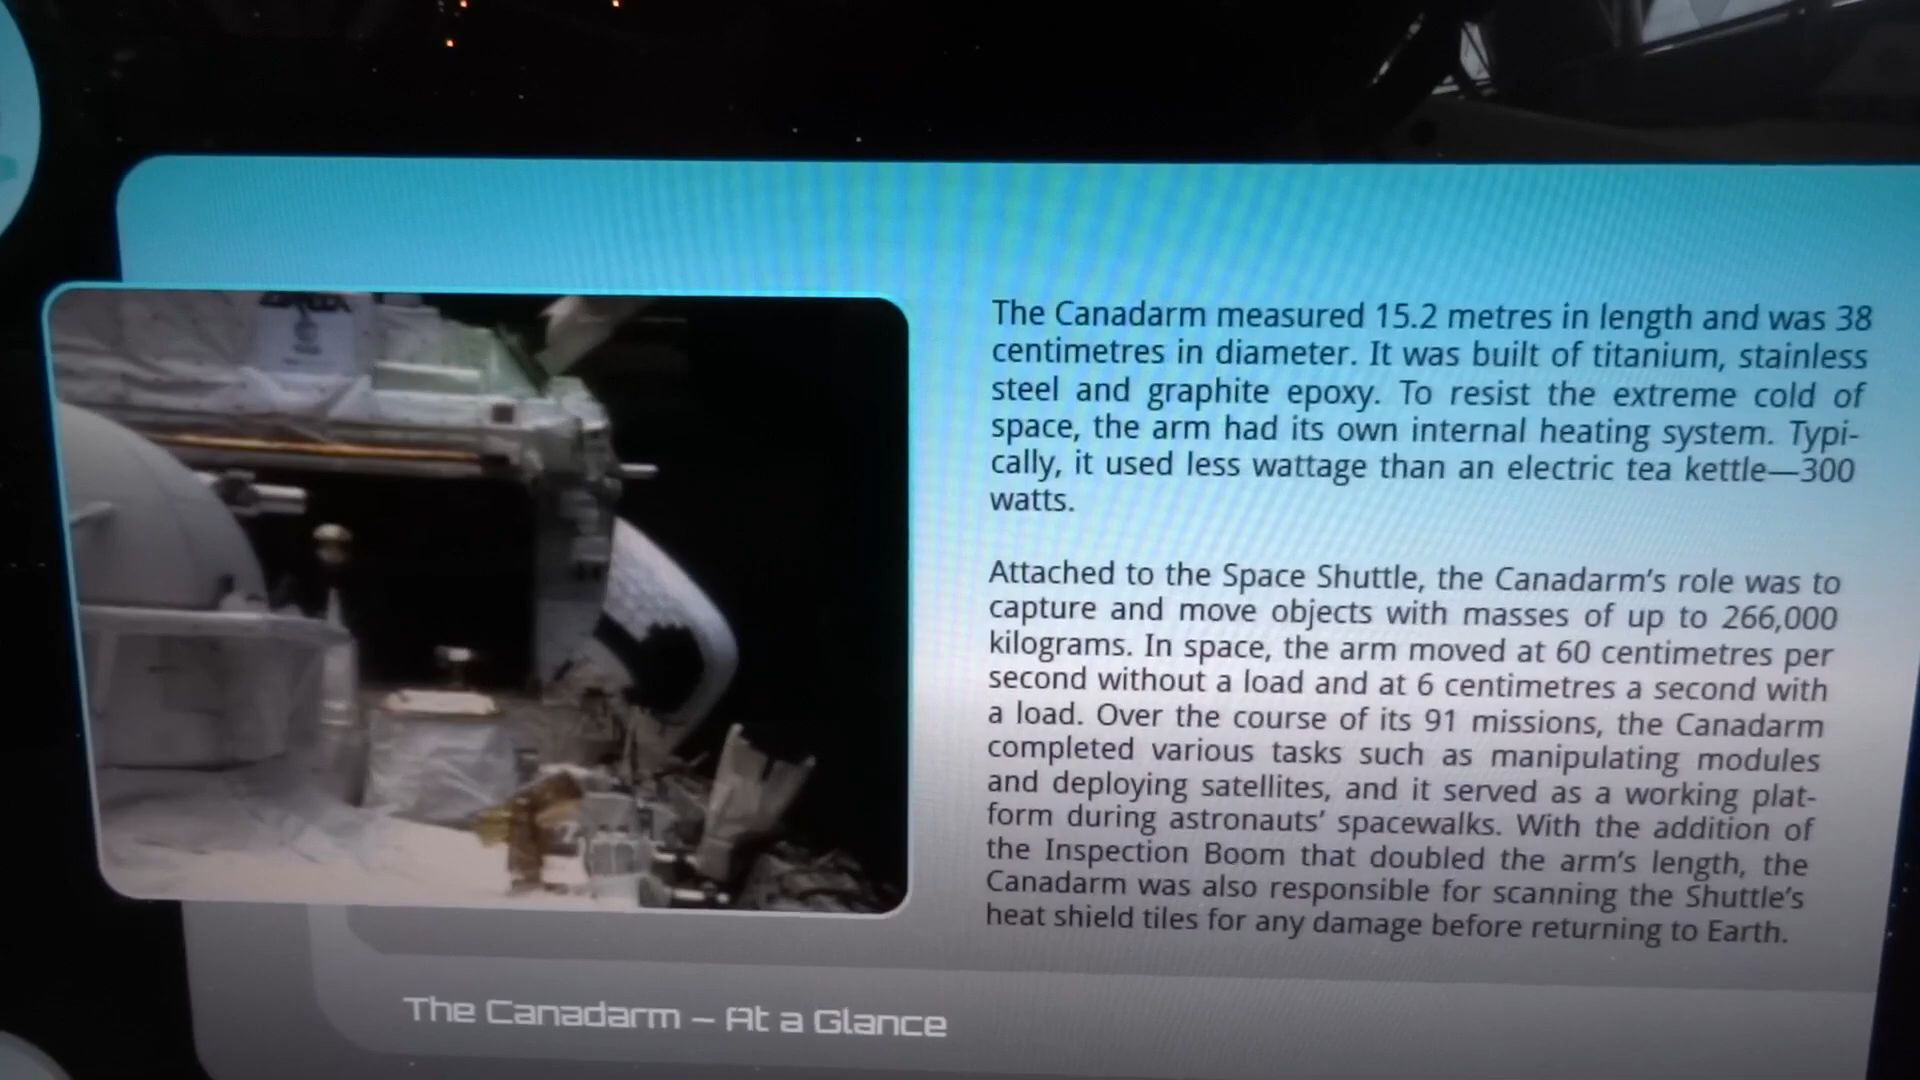 The Canadarm measured 15.2 metres in length and was 38
centimetres in diameter. It was built of titanium, stainless
steel and graphite epoxy. To resist the extreme cold of
space, the arm had its own internal heating system. Typi-
cally, it used less wattage than an electric tea kettle—300
watts.
Attached to the Space Shuttle, the Canadarm's role was to
capture and move objects with masses of up to 266,000
kilograms. In space, the arm moved at 60 centimetres per
second without a load and at 6 centimetres a second with
a load. Over the course of its 91 missions, the Canadarm
completed various tasks such as manipulating modules
and deploying satellites, and it served as a working plat-
form during astronauts' spacewalks. With the addition of
the Inspection Boom that doubled the arm's length, the
Canadarm was also responsible for scanning the Shuttle's
heat shield tiles for any damage before returning to Earth.
The Canadarm – At a Glance